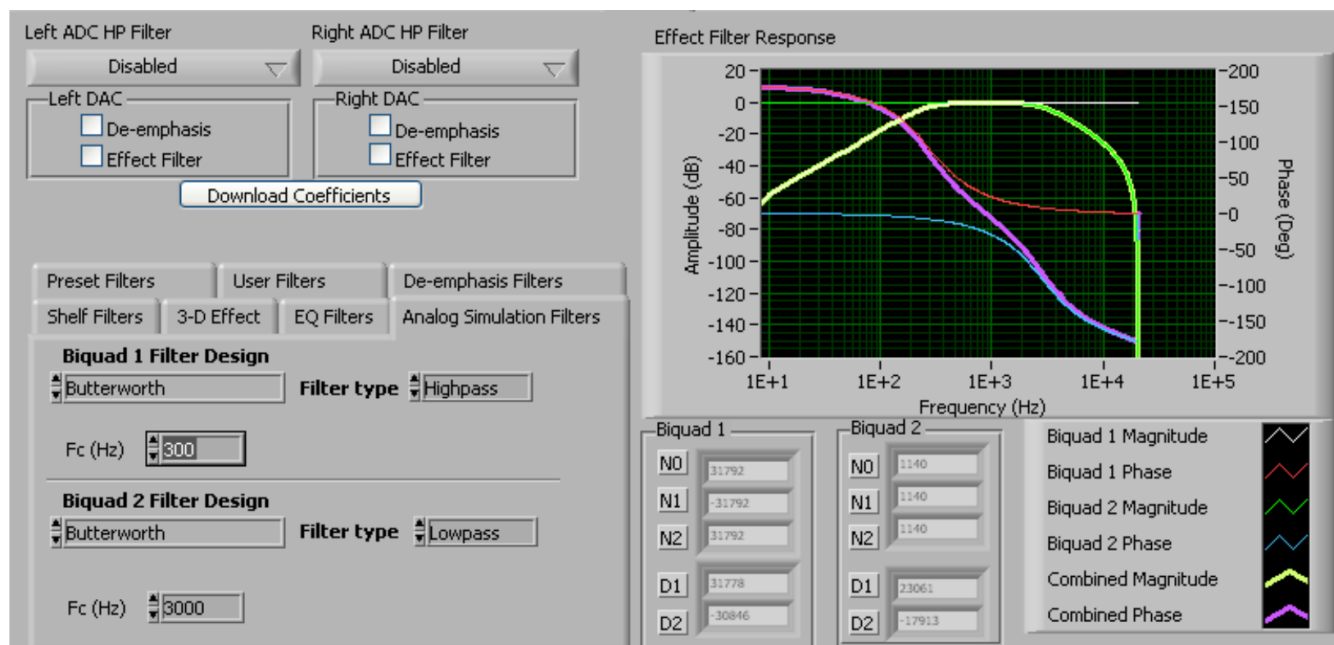 Left ADC HP Filter
Right ADC HP Filter
Disabled
Disabled
Left DAC
De-emphasis
Effect Filter
Right DAC
De-emphasis
Effect Filter
Download Coefficients
Preset Filters
User Filters
De-emphasis Filters
Shelf Filters
3-D Effect
EQ Filters
Analog Simulation Filters
Biquad 1 Filter Design
Butterworth
Filter type
Highpass
Fc (Hz)
300
Biquad 2 Filter Design
Butterworth
Filter type
Lowpass
Fc (Hz)
3000
Effect Filter Response
Amplitude (dB)
20
0
-20
-40
-60
-80
-100
-120
-140
-160
200
150
100
50
0
-50
-100
-150
-200
Phase (Deg)
1E+1
1E+2
1E+3
1E+4
1E+5
Frequency (Hz)
Biquad 1
N0
31792
N1
-31792
N2
31792
D1
31778
D2
-30846
Biquad 2
N0
1140
N1
1140
N2
1140
D1
23061
D2
-17913
Biquad 1 Magnitude
Biquad 1 Phase
Biquad 2 Magnitude
Biquad 2 Phase
Combined Magnitude
Combined Phase